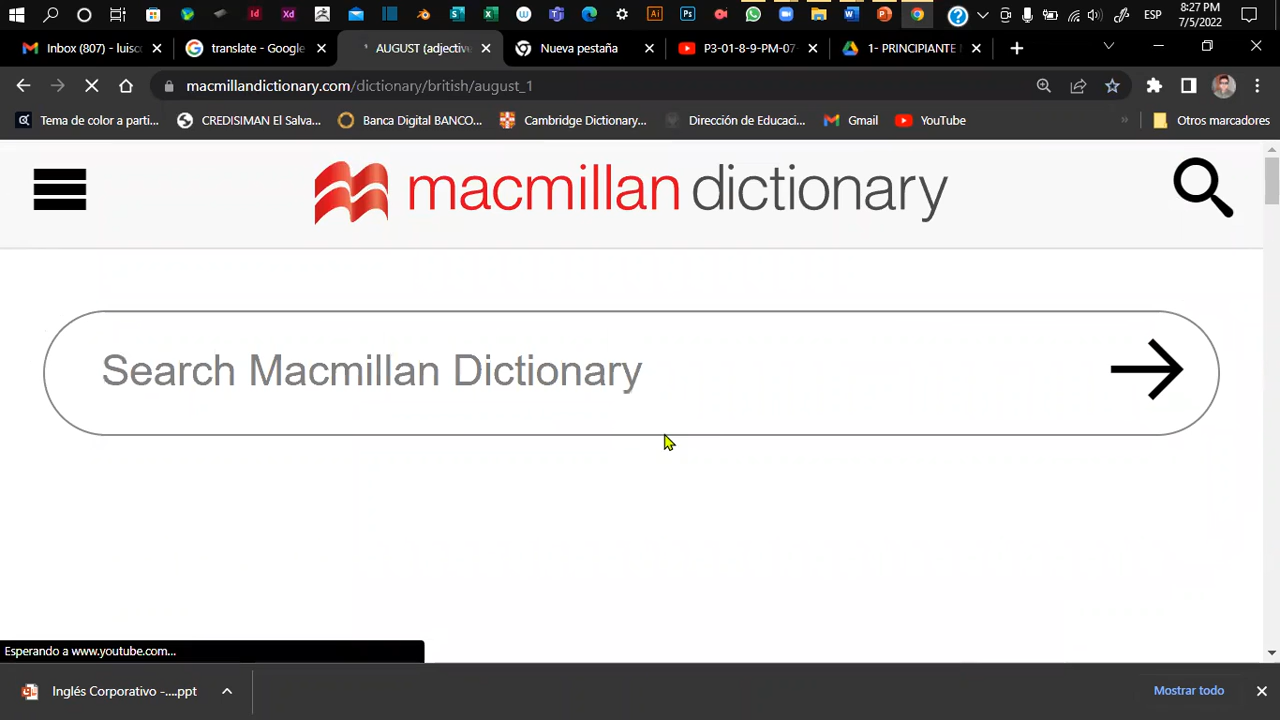 8:27 PM
ESP
7/5/2022
Inbox (87) - luisc
translate - Google
AUGUST (adjective
Nueva pestaña
P3-01-8-9-PM-07-
1- PRINCIPIANTE
macmillandictionary.com/dictionary/british/august_1
Tema de color a parti...
CREDISIMAN El Salva...
Banca Digital BANCO...
Cambridge Dictionary...
Dirección de Educaci...
Gmail
YouTube
Otros marcadores
macmillan dictionary
Search Macmillan Dictionary
Esperando a www.youtube.com...
Inglés Corporativo -....ppt
Mostrar todo